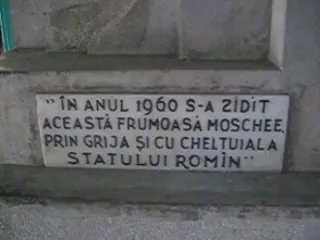 "ÎN ANUL 1960 S-A ZIDIT
ACEASTĂ FRUMOASĂ MOSCHEE,
PRIN GRIJA ȘI CU CHELTUIALA
STATULUI ROMÎN"